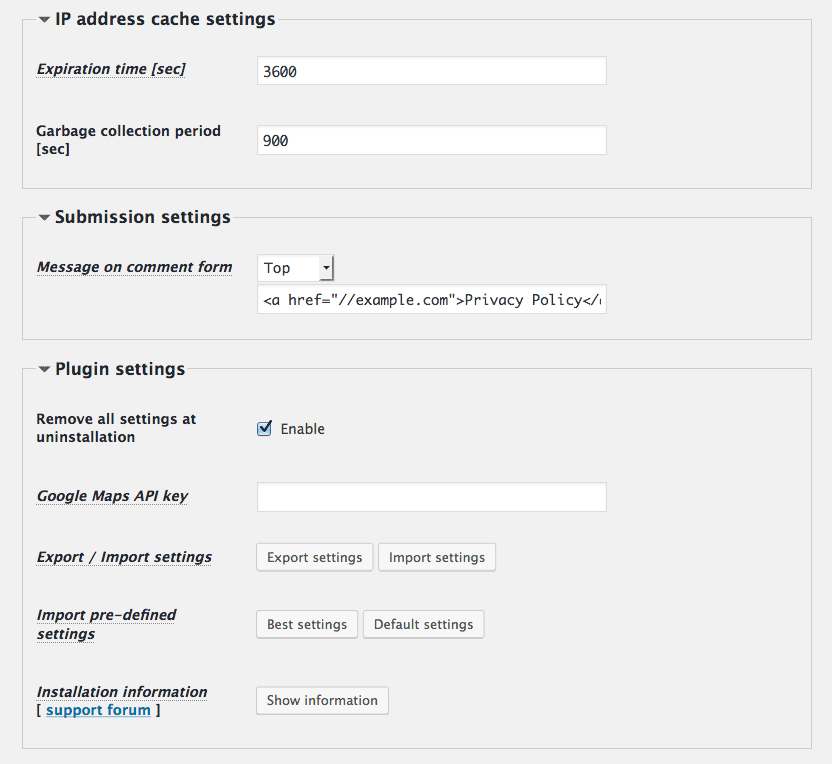 IP address cache settings
Expiration time [sec]
3600
Garbage collection period
[sec]
900
Submission settings
Message on comment form
Top
<a href="//example.com">Privacy Policy</
Plugin settings
Remove all settings at
uninstallation
Enable
Google Maps API key
Export / Import settings
Export settings
Import settings
Import pre-defined
settings
Best settings
Default settings
Installation information
[ support forum ]
Show information